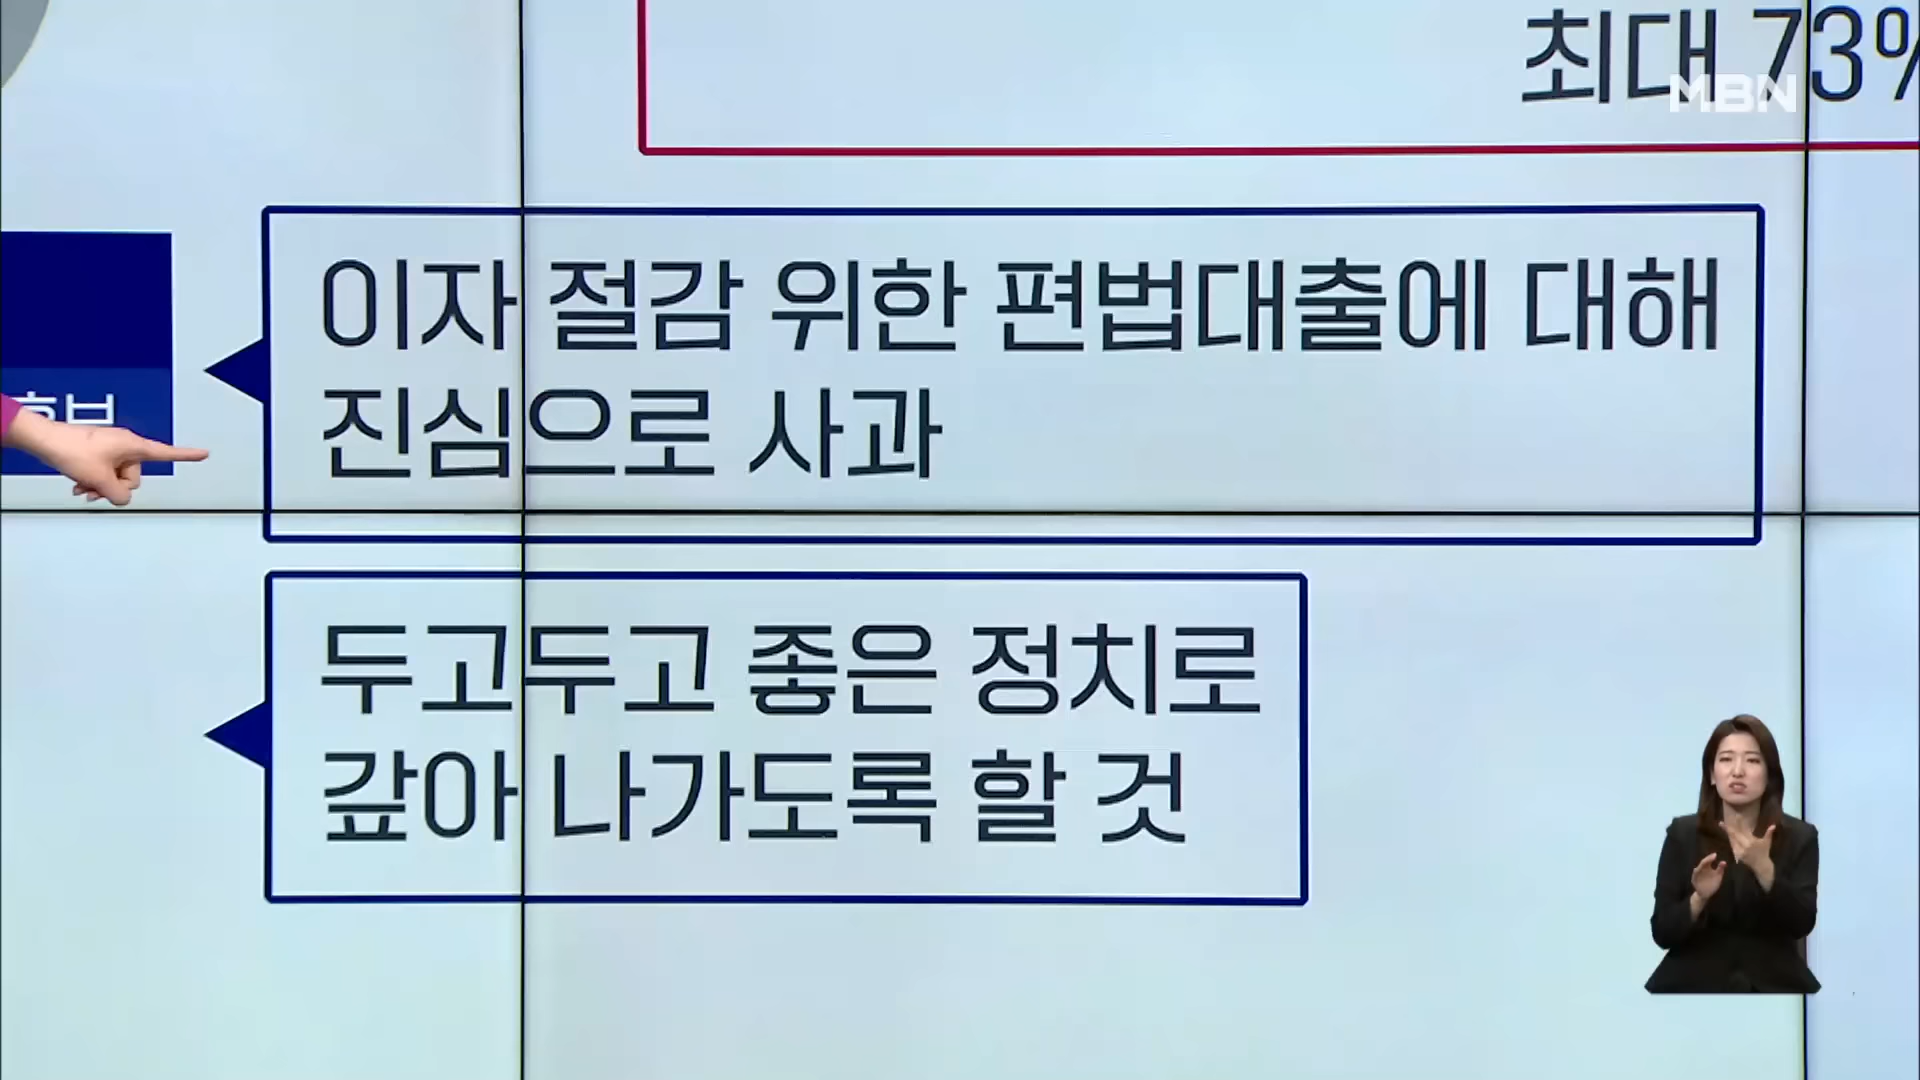 최대 73%
MBN
후보
이자 절감 위한 편법대출에 대해
진심으로 사과
두고두고 좋은 정치로
갚아 나가도록 할 것